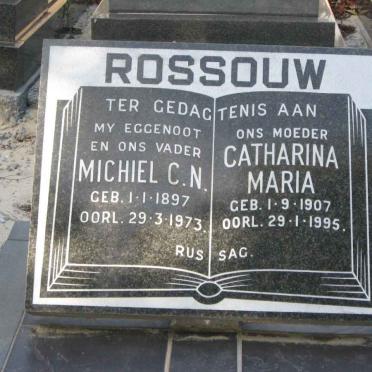 ROSSOUW
TER GEDAGTENIS AAN
MY EGGENOOT
EN ONS VADER
MICHIEL C.N.
GEB. 1-1-1897
OORL. 29-3-1973.
ONS MOEDER
CATHARINA
MARIA
GEB. 1-9-1907
OORL. 29-1-1995.
RUS SAG.